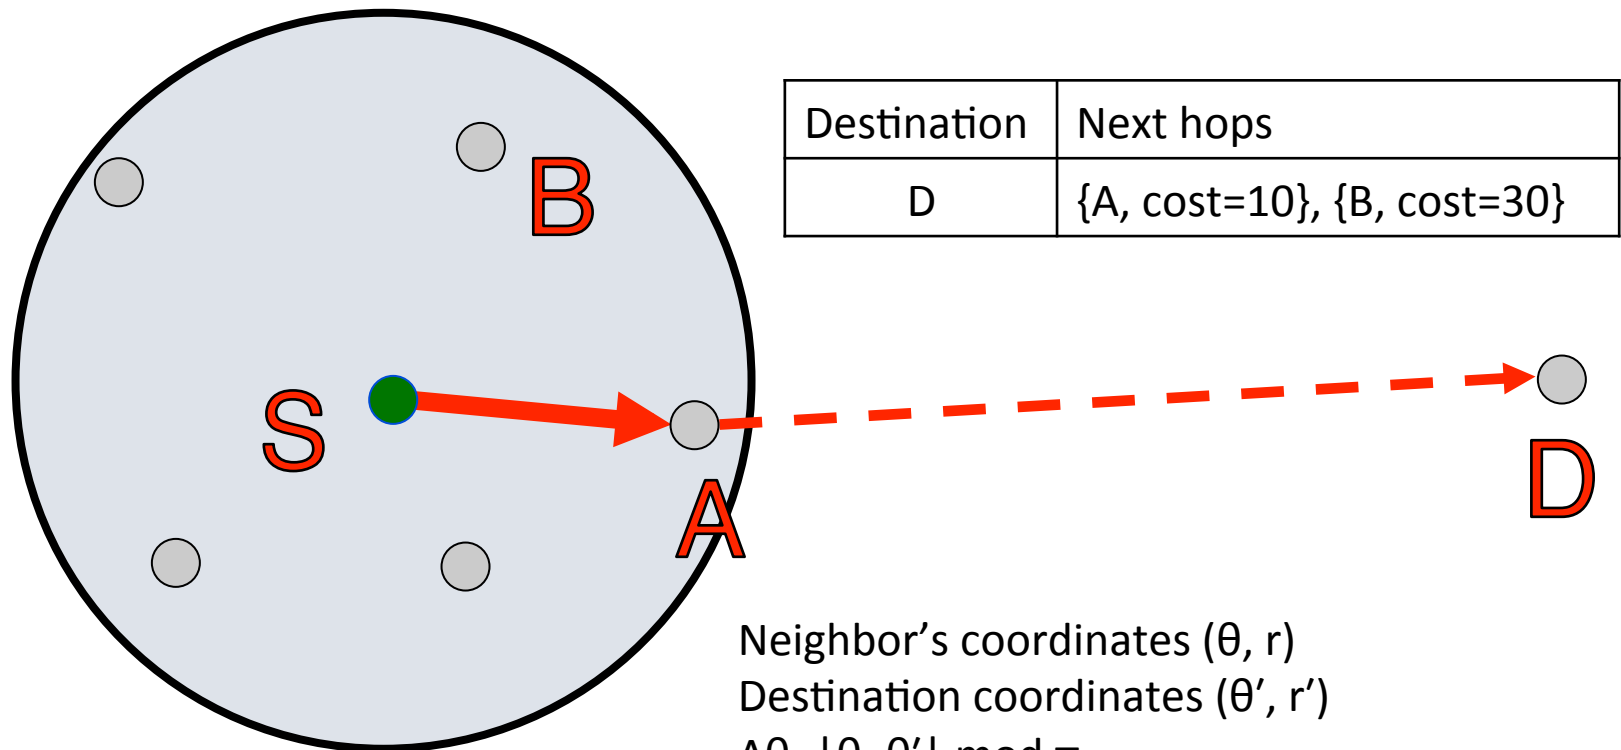 Destination Next hops
D {A, cost=10}, {B, cost=30}
B
S
A
D
Neighbor’s coordinates (θ, r)
Destination coordinates (θ′, r′)